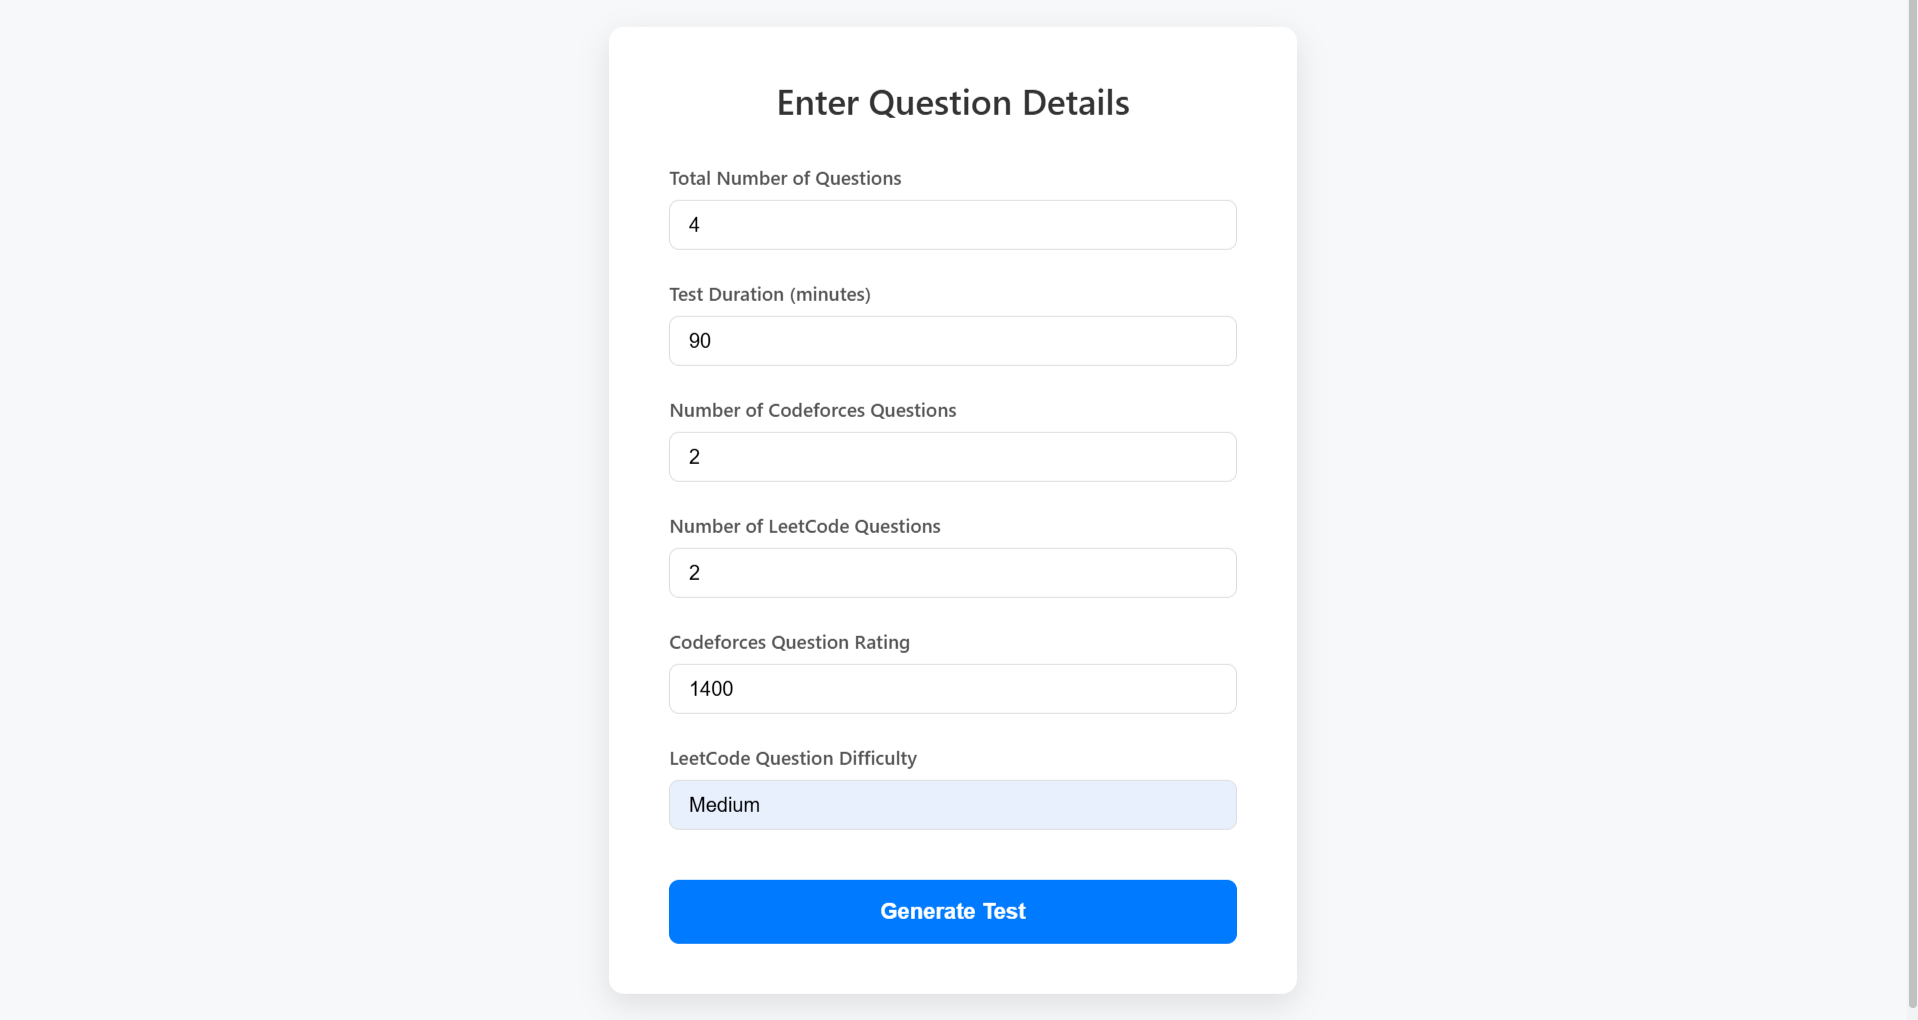 Enter Question Details
Total Number of Questions
4
Test Duration (minutes)
90
Number of Codeforces Questions
2
Number of LeetCode Questions
2
Codeforces Question Rating
1400
LeetCode Question Difficulty
Medium
Generate Test